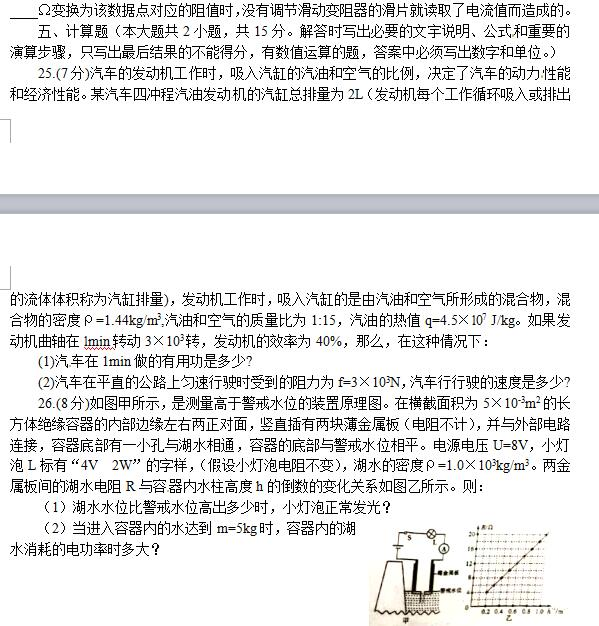 ____Ω变换为该数据点对应的阻值时,没有调节滑动变阻器的滑片就读取了电流值而造成的。
五、计算题（本大题共 2 小题，共 15 分。解答时写出必要的文字说明、公式和重要的
演算步骤，只写出最后结果的不能得分，有数值运算的题，答案中必须写出数字和单位。）
25.(7 分)汽车的发动机工作时，吸入汽缸的汽油和空气的比例，决定了汽车的动力性能
和经济性能。某汽车四冲程汽油发动机的汽缸总排量为 2L（发动机每个工作循环吸入或排出
的流体体积称为汽缸排量)，发动机工作时，吸入汽缸的是由汽油和空气所形成的混合物，混
合物的密度ρ=1.44kg/m³,汽油和空气的质量比为 1:15，汽油的热值 q=4.5×10⁷ J/kg。如果发
动机曲轴在 1min 转动 3×10³转，发动机的效率为 40%，那么，在这种情况下：
(1)汽车在 1min 做的有用功是多少?
(2)汽车在平直的公路上匀速行驶时受到的阻力为 f=3×10³N，汽车行行驶的速度是多少?
26.(8 分)如图甲所示，是测量高于警戒水位的装置原理图。在横截面积为 5×10⁻³m² 的长
方体绝缘容器的内部边缘左右两正对面，竖直插有两块薄金属板（电阻不计)，并与外部电路
连接，容器底部有一小孔与湖水相通，容器的底部与警戒水位相平。电源电压 U=8V，小灯
泡 L 标有“4V 2W”的字样，（假设小灯泡电阻不变)，湖水的密度ρ=1.0×10³kg/m³。两金
属板间的湖水电阻 R 与容器内水柱高度 h 的倒数的变化关系如图乙所示。则：
（1）湖水水位比警戒水位高出多少时，小灯泡正常发光？
（2）当进入容器内的水达到 m=5kg 时，容器内的湖
水消耗的电功率时多大？
S
L
A
警戒水位
甲
R/Ω
20
16
12
8
4
0.2 0.4 0.6 0.8 1.0 h⁻¹/m
乙